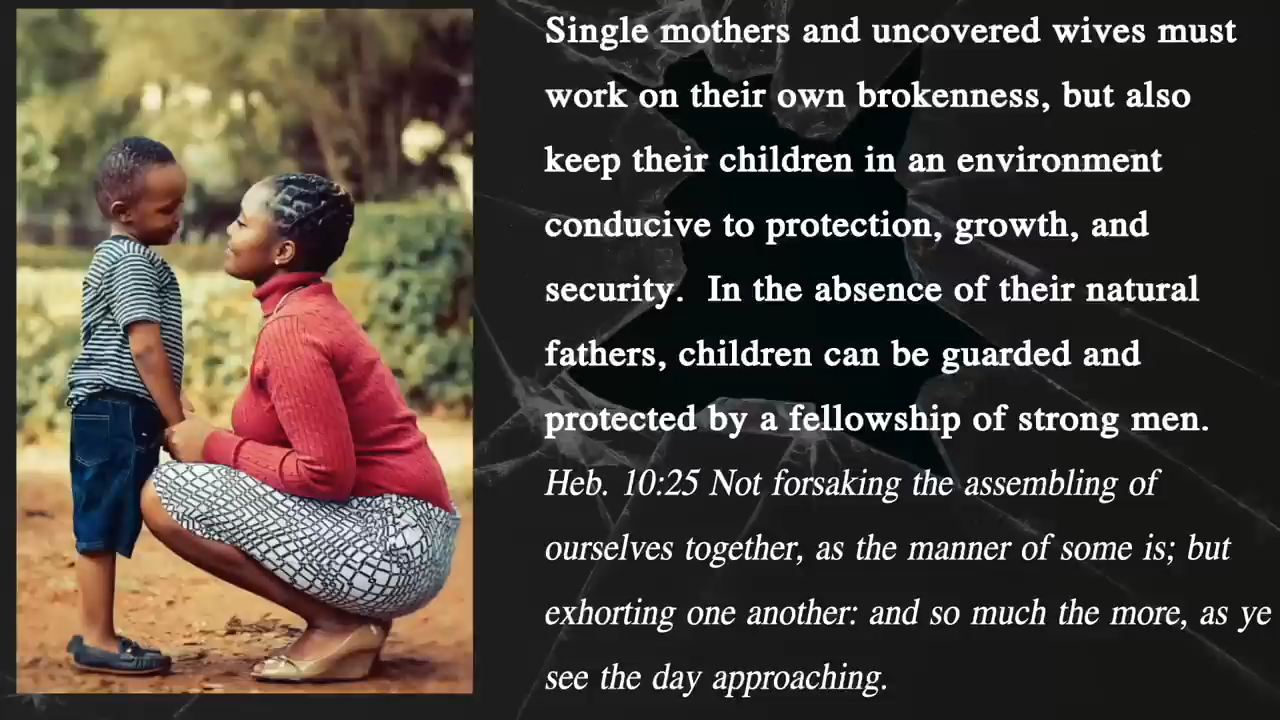 Single mothers and uncovered wives must
work on their own brokenness, but also
keep their children in an environment
conducive to protection, growth, and
security.  In the absence of their natural
fathers, children can be guarded and
protected by a fellowship of strong men.
Heb. 10:25 Not forsaking the assembling of
ourselves together, as the manner of some is; but
exhorting one another: and so much the more, as ye
see the day approaching.